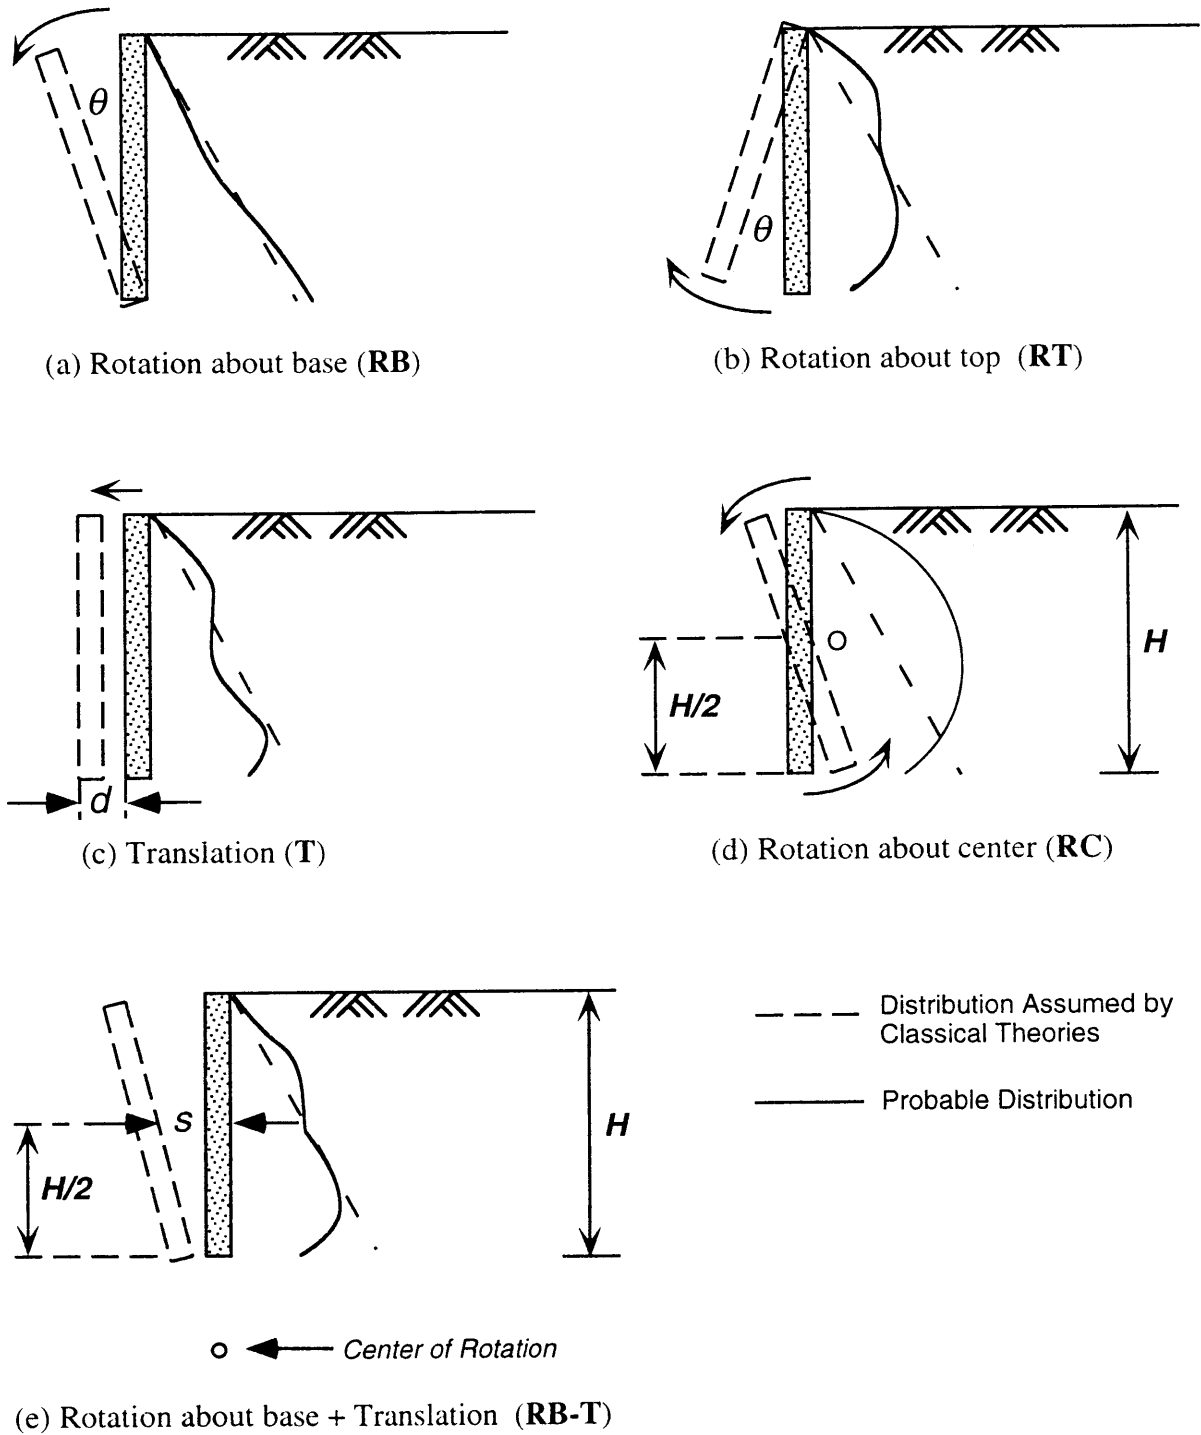 θ
θ
(a) Rotation about base (RB)
(b) Rotation about top (RT)
O
H
H/2
d
(c) Translation (T)
(d) Rotation about center (RC)
Distribution Assumed by
Classical Theories
Probable Distribution
s
H
H/2
Center of Rotation
(e) Rotation about base + Translation (RB-T)